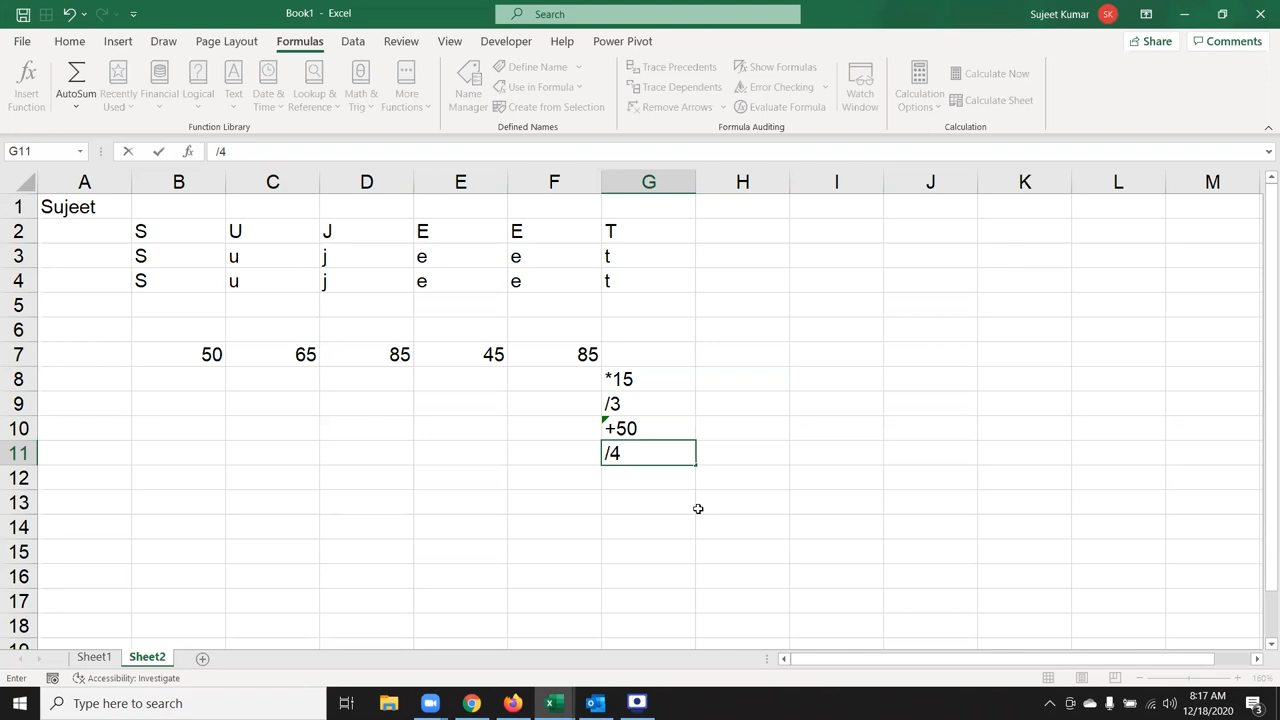 Book1 - Excel
Search
Sujeet Kumar
SK
File Home Insert Draw Page Layout Formulas Data Review View Developer Help Power Pivot
Share
Comments
Insert Function
AutoSum
Recently Used
Financial
Logical
Text
Date & Time
Lookup & Reference
Math & Trig
More Functions
Function Library
Name Manager
Define Name
Use in Formula
Create from Selection
Defined Names
Trace Precedents
Trace Dependents
Remove Arrows
Show Formulas
Error Checking
Evaluate Formula
Formula Auditing
Watch Window
Calculation Options
Calculate Now
Calculate Sheet
Calculation
G11
fx
/4
A B C D E F G H I J K L M
1 Sujeet
2 S U J E E T
3 S u j e e t
4 S u j e e t
5
6
7 50 65 85 45 85
8 *15
9 /3
10 +50
11 /4
12
13
14
15
16
17
18
19
Sheet1 Sheet2
Enter
Accessibility: Investigate
160%
Type here to search
8:17 AM
12/18/2020
3